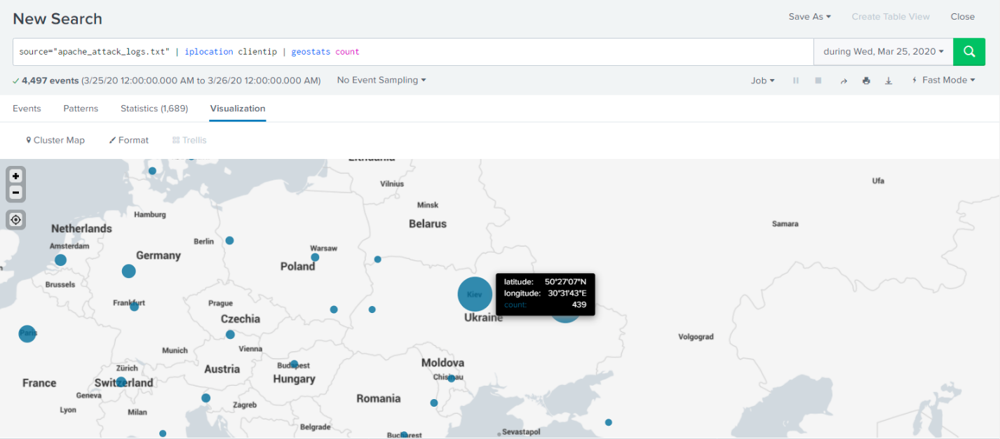 New Search
Save As
Create Table View
Close
source="apache_attack_logs.txt" | iplocation clientip | geostats count
during Wed, Mar 25, 2020
4,497 events (3/25/20 12:00:00.000 AM to 3/26/20 12:00:00.000 AM)
No Event Sampling
Job
Fast Mode
Events
Patterns
Statistics (1,689)
Visualization
Cluster Map
Format
Trellis
+
−
Lithuania
Vilnius
Ufa
Minsk
Hamburg
Belarus
Samara
Netherlands
Amsterdam
Berlin
Warsaw
Germany
Poland
Brussels
latitude: 50°27'07"N
longitude: 30°31'43"E
count: 439
Kiev
Frankfurt
Prague
Czechia
Ukraine
Paris
Volgograd
Munich
Vienna
Zürich
Budapest
Moldova
Austria
Chisinau
Hungary
France
Switzerland
Geneva
Romania
Lyon
Milan
Zagreb
Belgrade
Sevastapol
Bucharest